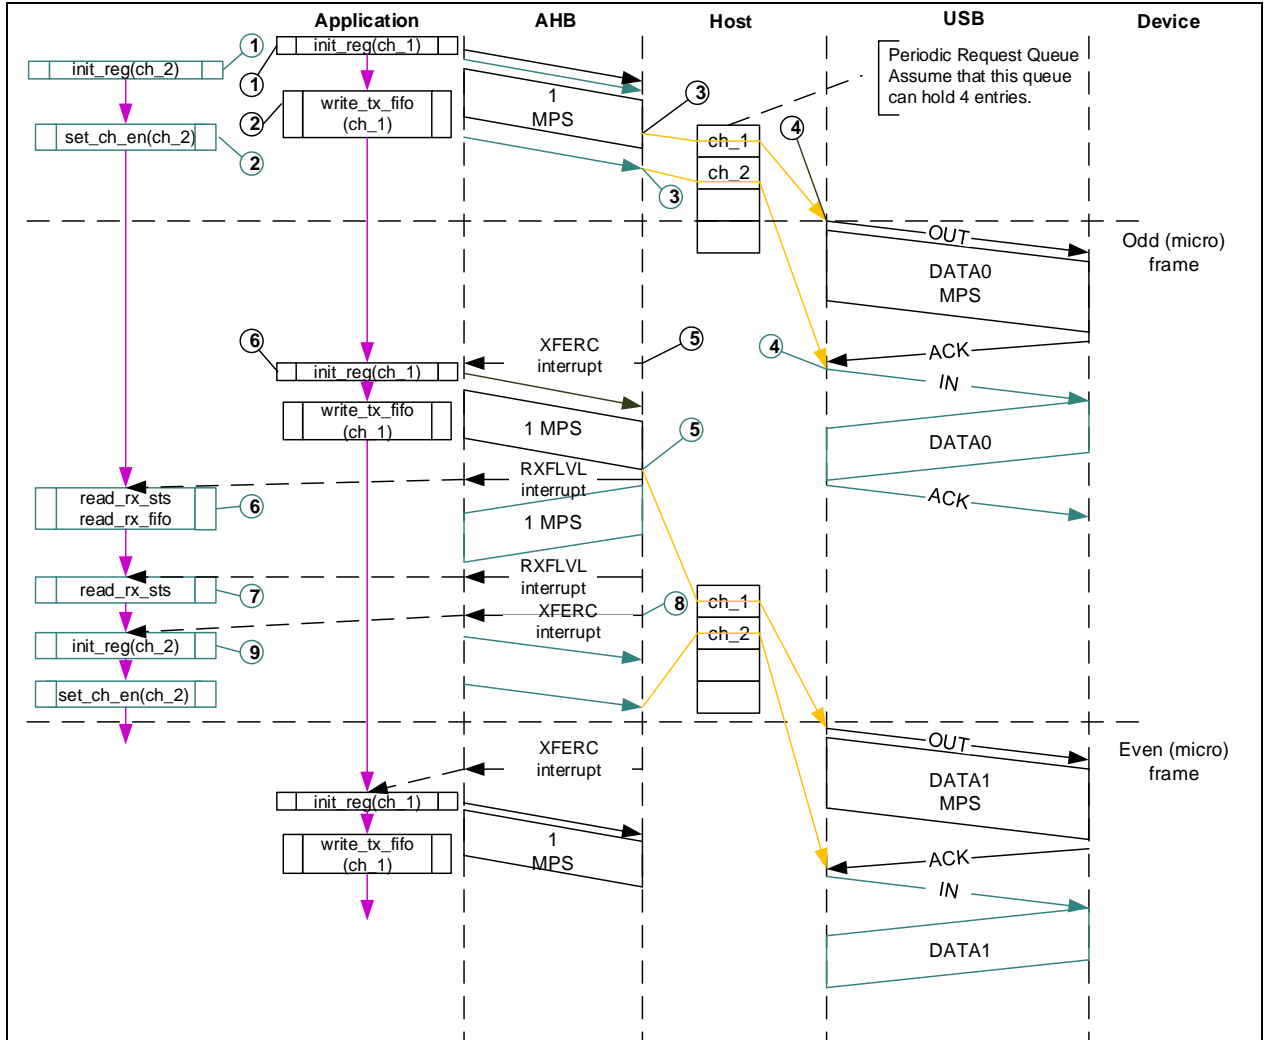 Application
AHB
Host
USB
Device
1
init_reg(ch_2)
init_reg(ch_1)
1
Periodic Request Queue
Assume that this queue
can hold 4 entries.
write_tx_fifo
(ch_1)
2
1
MPS
3
4
set_ch_en(ch_2)
2
ch_1
ch_2
3
OUT
Odd (micro)
frame
DATA0
MPS
6
XFERC
interrupt
5
4
ACK
init_reg(ch_1)
IN
write_tx_fifo
(ch_1)
1 MPS
5
DATA0
RXFLVL
interrupt
read_rx_sts
read_rx_fifo
6
1 MPS
ACK
RXFLVL
interrupt
read_rx_sts
7
XFERC
interrupt
8
ch_1
ch_2
init_reg(ch_2)
9
set_ch_en(ch_2)
OUT
Even (micro)
frame
XFERC
interrupt
DATA1
MPS
init_reg(ch_1)
write_tx_fifo
(ch_1)
1
MPS
ACK
IN
DATA1